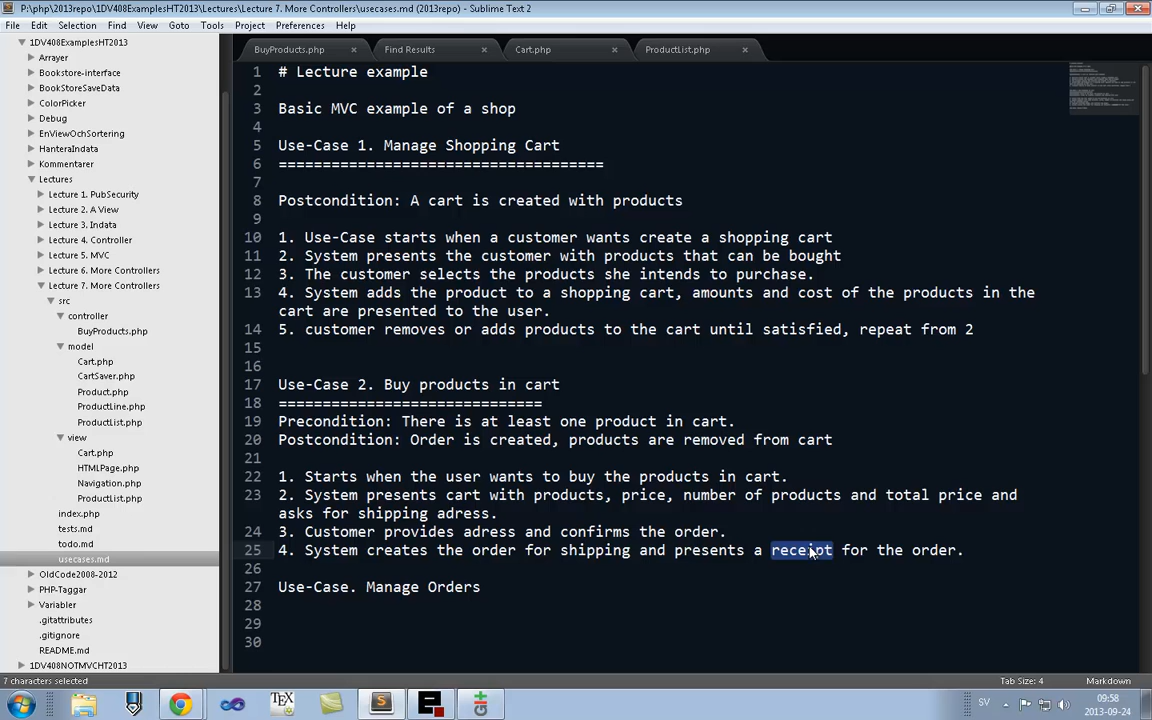 P:\php\2013repo\1DV408ExamplesHT2013\Lectures\Lecture 7. More Controllers\usecases.md (2013repo) - Sublime Text 2
File Edit Selection Find View Goto Tools Project Preferences Help
BuyProducts.php × Find Results × Cart.php × ProductList.php ×
1DV408ExamplesHT2013
Arrayer
Bookstore-interface
BookStoreSaveData
ColorPicker
Debug
EnViewOchSortering
HanteraIndata
Kommentarer
Lectures
Lecture 1. PubSecurity
Lecture 2. A View
Lecture 3. Indata
Lecture 4. Controller
Lecture 5. MVC
Lecture 6. More Controllers
Lecture 7. More Controllers
src
controller
BuyProducts.php
model
Cart.php
CartSaver.php
Product.php
ProductLine.php
ProductList.php
view
Cart.php
HTMLPage.php
Navigation.php
ProductList.php
index.php
tests.md
todo.md
usecases.md
OldCode2008-2012
PHP-Taggar
Variabler
.gitattributes
.gitignore
README.md
1DV408NOTMVCHT2013
1 # Lecture example
2
3 Basic MVC example of a shop
4
5 Use-Case 1. Manage Shopping Cart
6 =====================================
7
8 Postcondition: A cart is created with products
9
10 1. Use-Case starts when a customer wants create a shopping cart
11 2. System presents the customer with products that can be bought
12 3. The customer selects the products she intends to purchase.
13 4. System adds the product to a shopping cart, amounts and cost of the products in the
cart are presented to the user.
14 5. customer removes or adds products to the cart until satisfied, repeat from 2
15
16
17 Use-Case 2. Buy products in cart
18 ==============================
19 Precondition: There is at least one product in cart.
20 Postcondition: Order is created, products are removed from cart
21
22 1. Starts when the user wants to buy the products in cart.
23 2. System presents cart with products, price, number of products and total price and
asks for shipping adress.
24 3. Customer provides adress and confirms the order.
25 4. System creates the order for shipping and presents a receipt for the order.
26
27 Use-Case. Manage Orders
28
29
30
7 characters selected Tab Size: 4 Markdown
SV 09:58
2013-09-24